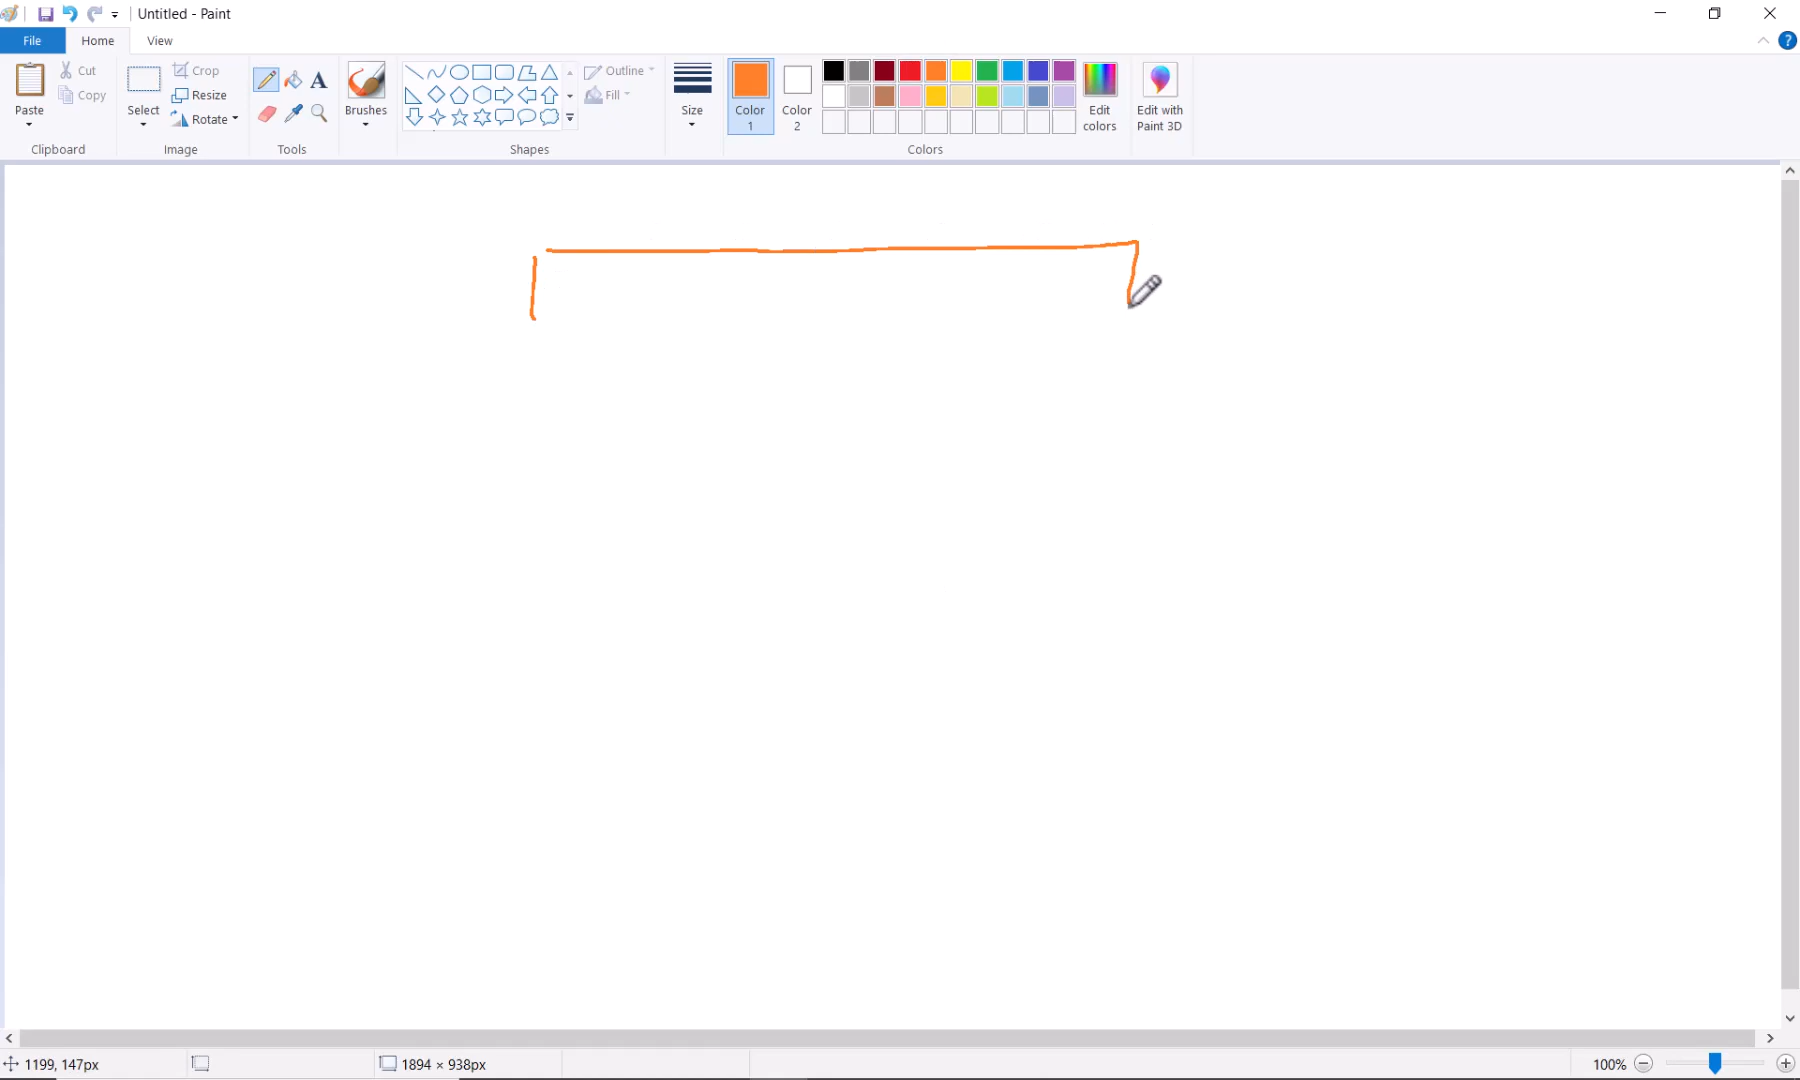 Untitled - Paint
File Home View ?
Paste
Clipboard
Cut
Copy
Select
Crop
Resize
Rotate
Image
A
Tools
Brushes
Shapes
Outline
Fill
Size
Color
1
Color
2
Colors
Edit
colors
Edit with
Paint 3D
1199, 147px
1894 × 938px
100%